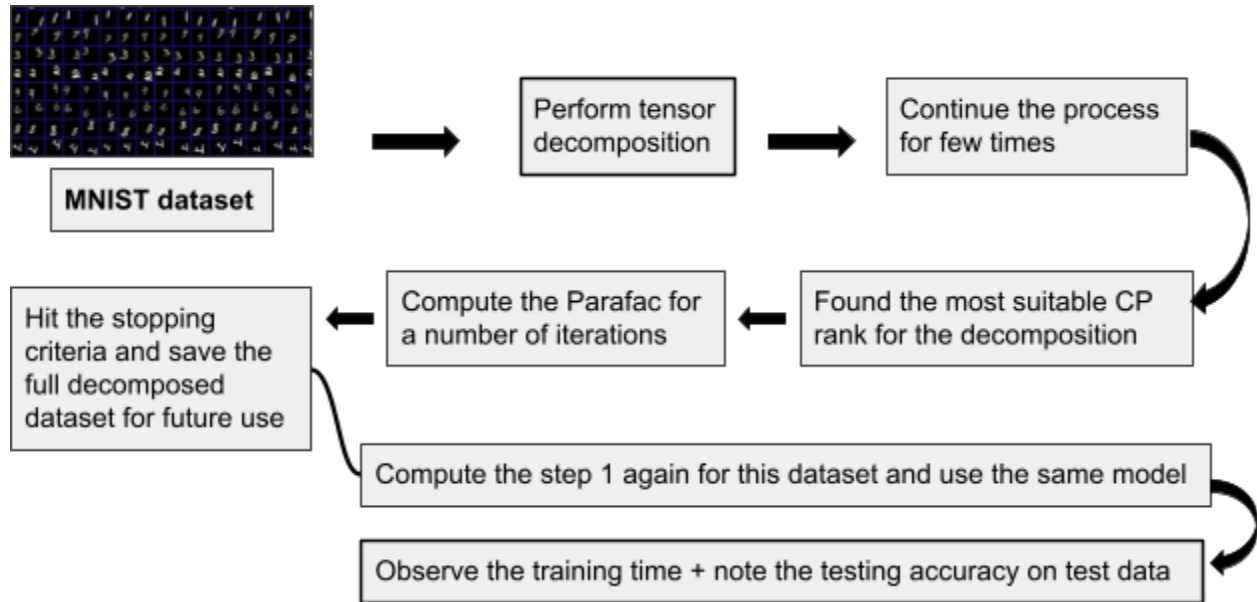 MNIST dataset
Perform tensor
decomposition
Continue the process
for few times
Found the most suitable CP
rank for the decomposition
Compute the Parafac for
a number of iterations
Hit the stopping
criteria and save the
full decomposed
dataset for future use
Compute the step 1 again for this dataset and use the same model
Observe the training time + note the testing accuracy on test data